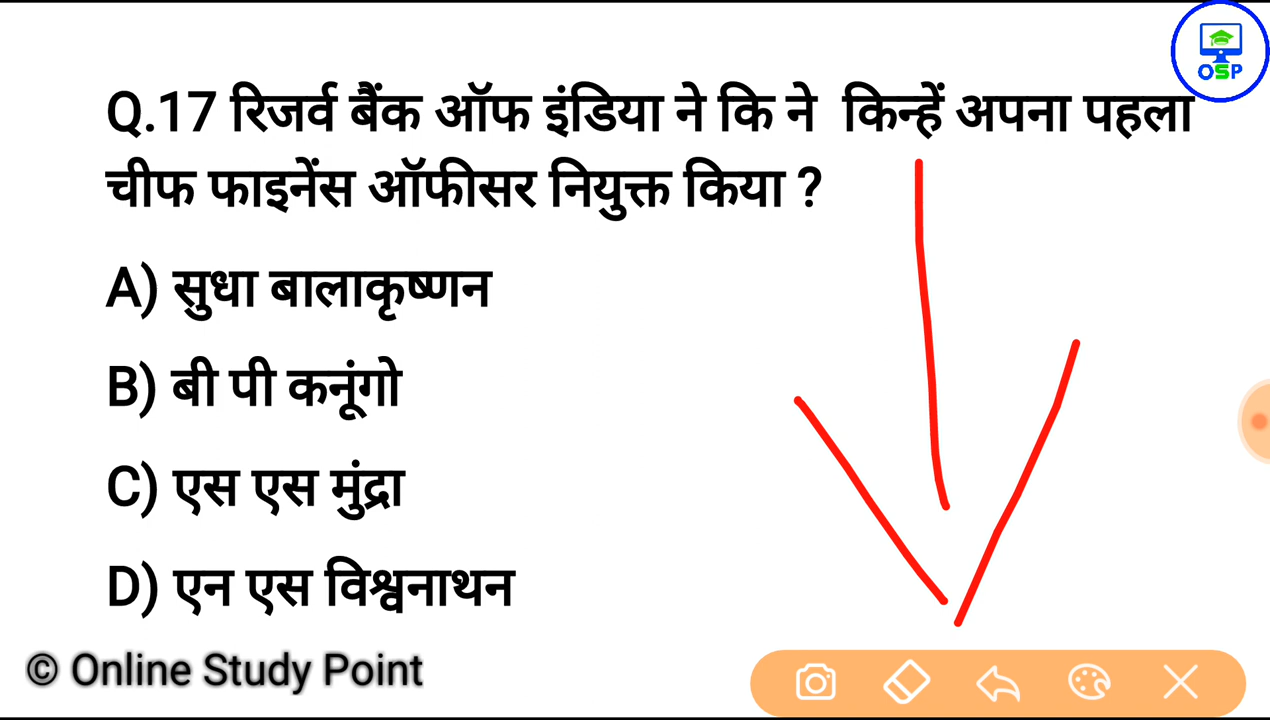 OSP
Q.17 रिजर्व बैंक ऑफ इंडिया ने कि ने किन्हें अपना पहला
चीफ फाइनेंस ऑफीसर नियुक्त किया ?
A) सुधा बालाकृष्णन
B) बी पी कनूंगो
C) एस एस मुंद्रा
D) एन एस विश्वनाथन
© Online Study Point